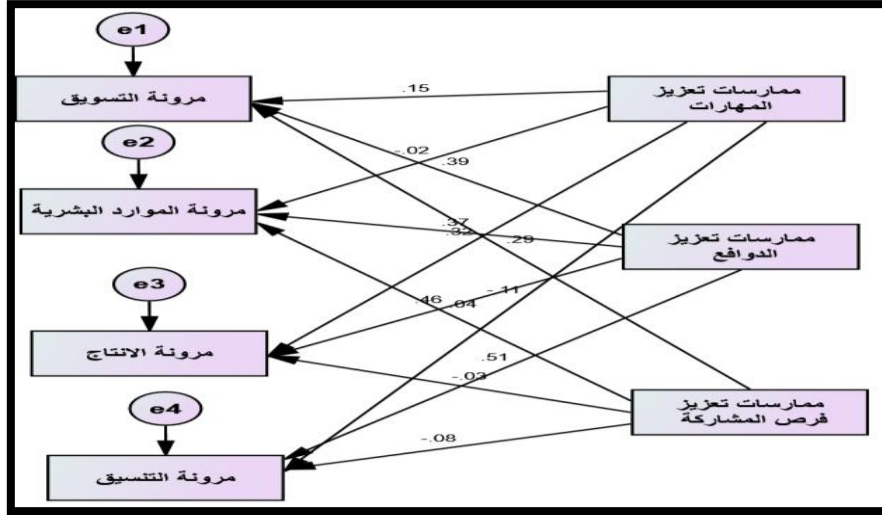 e1
مرونة التسويق
ممارسات تعزيز
المهارات
.15
e2
-.02
.39
مرونة الموارد البشرية
.37
.32
.29
ممارسات تعزيز
الدوافع
e3
-.11
.46
.04
مرونة الانتاج
.51
-.03
ممارسات تعزيز
فرص المشاركة
e4
-.08
مرونة التنسيق